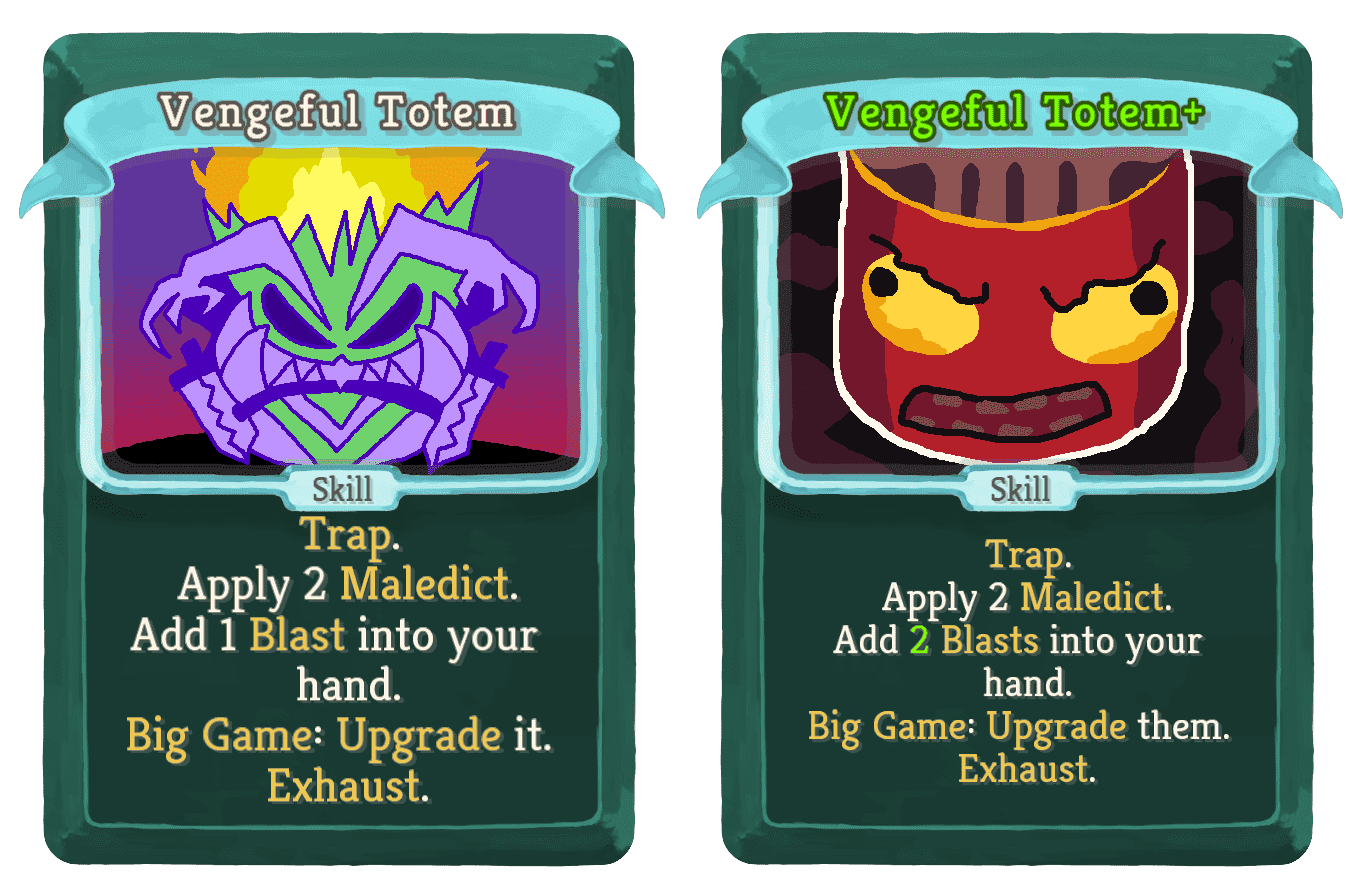 Vengeful Totem
Skill
Trap.
Apply 2 Maledict.
Add 1 Blast into your
hand.
Big Game: Upgrade it.
Exhaust.
Vengeful Totem+
Skill
Trap.
Apply 2 Maledict.
Add 2 Blasts into your
hand.
Big Game: Upgrade them.
Exhaust.